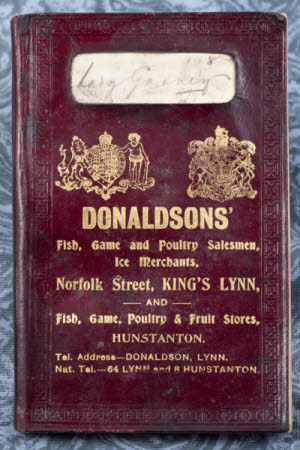 Lady
DONALDSONS'
Fish, Game and Poultry Salesmen,
Ice Merchants,
Norfolk Street, KING'S LYNN,
— AND —
Fish, Game, Poultry & Fruit Stores,
HUNSTANTON.
Tel. Address—DONALDSON, LYNN.
Nat. Tel.—64 LYNN and 8 HUNSTANTON.